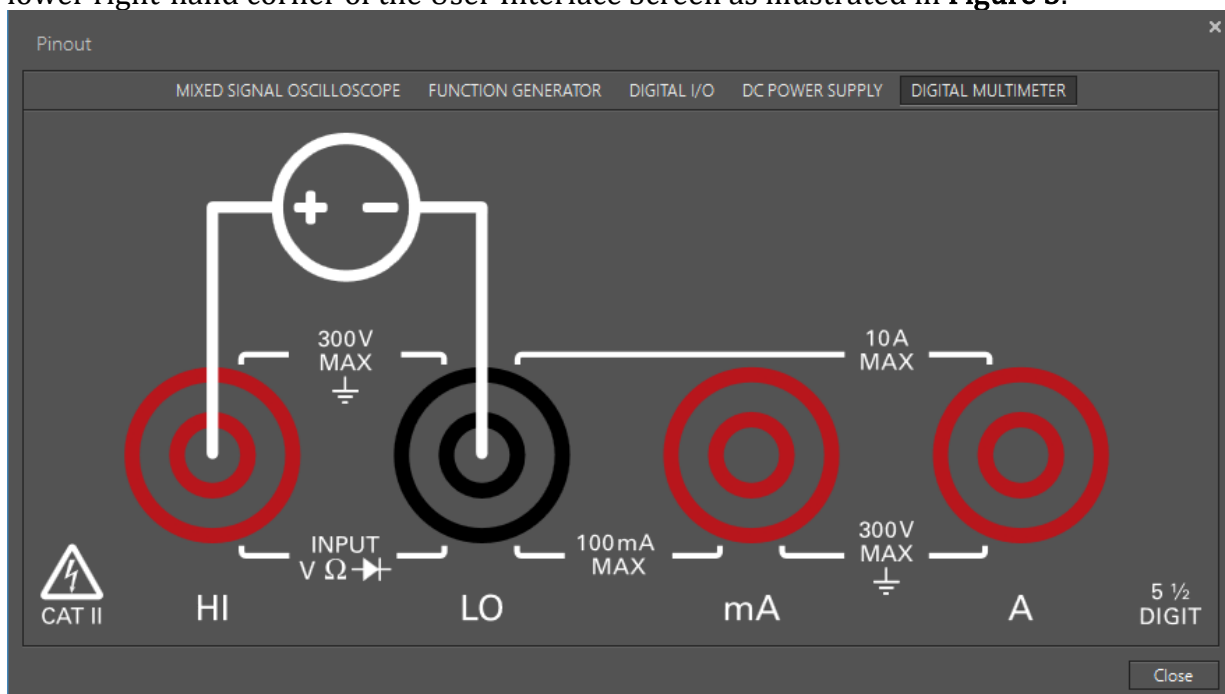 lower right-hand corner of the User Interface Screen as illustrated in Figure 3.
Pinout
×
MIXED SIGNAL OSCILLOSCOPE FUNCTION GENERATOR DIGITAL I/O DC POWER SUPPLY DIGITAL MULTIMETER
+ -
300V
MAX
10A
MAX
INPUT
V Ω
100mA
MAX
300V
MAX
CAT II
HI LO mA A
5 ½
DIGIT
Close